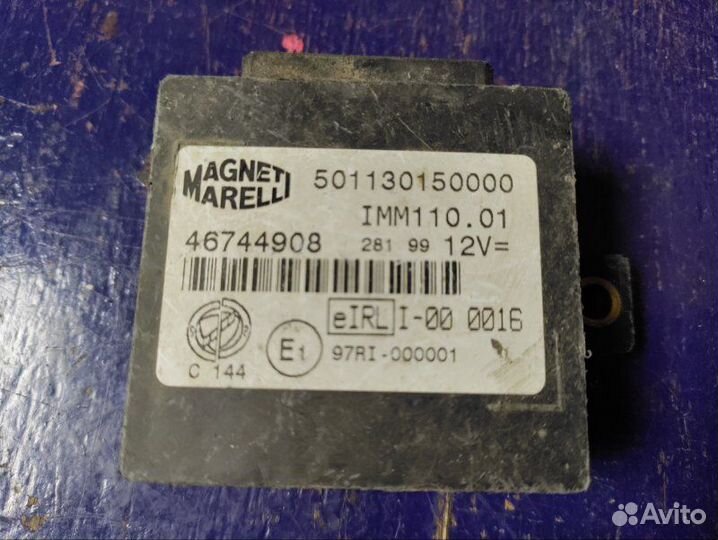 MAGNETI
MARELLI
501130150000
IMM110.01
46744908
281 99 12V=
eIRL I-00 0016
E1
97RI-000001
C 144
Avito